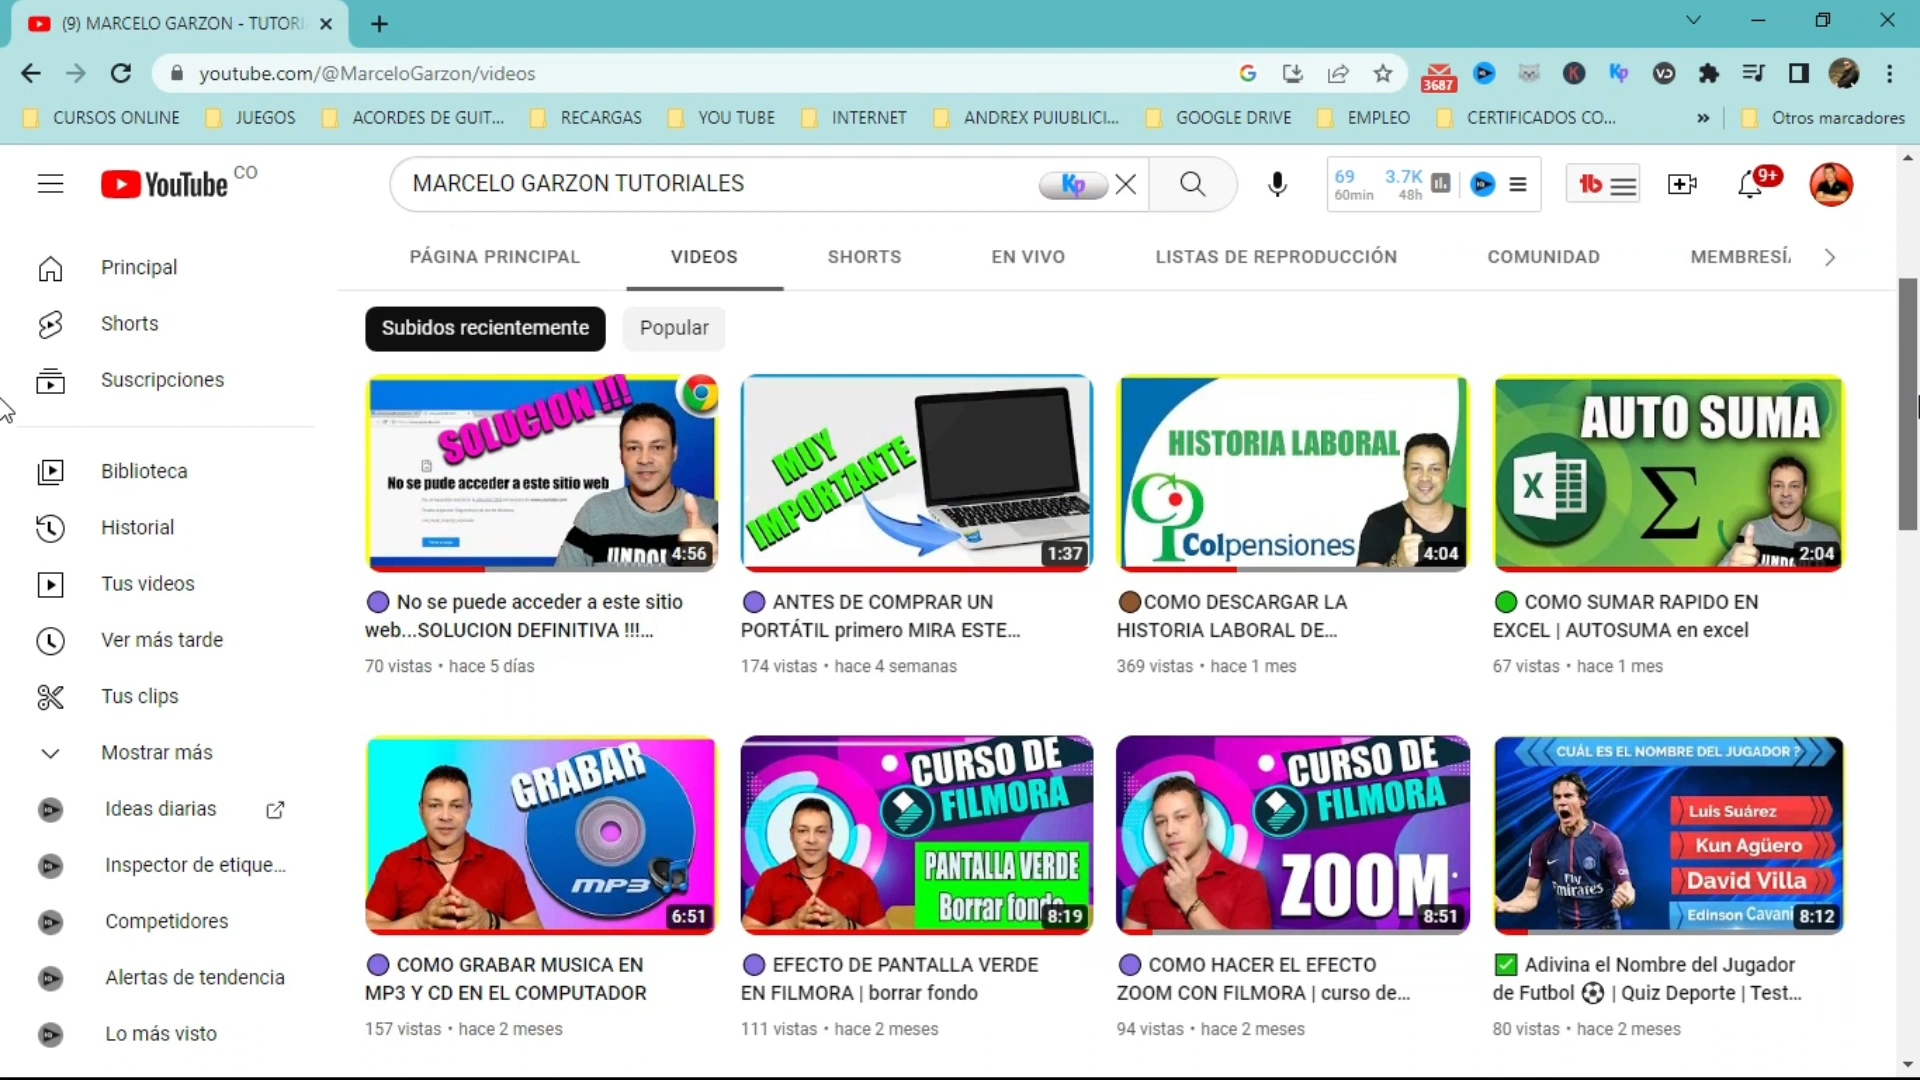 (9) MARCELO GARZON - TUTORI
youtube.com/@MarceloGarzon/videos
3687
CURSOS ONLINE
JUEGOS
ACORDES DE GUIT...
RECARGAS
YOU TUBE
INTERNET
ANDREX PUIUBLICI...
GOOGLE DRIVE
EMPLEO
CERTIFICADOS CO...
Otros marcadores
YouTube CO
MARCELO GARZON TUTORIALES
Kp
69 3.7K
60min 48h
9+
PÁGINA PRINCIPAL
VIDEOS
SHORTS
EN VIVO
LISTAS DE REPRODUCCIÓN
COMUNIDAD
MEMBRESÍA
Subidos recientemente
Popular
Principal
Shorts
Suscripciones
Biblioteca
Historial
Tus videos
Ver más tarde
Tus clips
Mostrar más
Ideas diarias
Inspector de etique...
Competidores
Alertas de tendencia
Lo más visto
SOLUCION !!!
No se pude acceder a este sitio web
4:56
No se puede acceder a este sitio
web...SOLUCION DEFINITIVA !!!...
70 vistas • hace 5 días
MUY
IMPORTANTE
1:37
ANTES DE COMPRAR UN
PORTÁTIL primero MIRA ESTE...
174 vistas • hace 4 semanas
HISTORIA LABORAL
Colpensiones
4:04
COMO DESCARGAR LA
HISTORIA LABORAL DE...
369 vistas • hace 1 mes
AUTO SUMA
X
Σ
2:04
COMO SUMAR RAPIDO EN
EXCEL | AUTOSUMA en excel
67 vistas • hace 1 mes
GRABAR
MP3
6:51
COMO GRABAR MUSICA EN
MP3 Y CD EN EL COMPUTADOR
157 vistas • hace 2 meses
CURSO DE
FILMORA
PANTALLA VERDE
Borrar fondo
8:19
EFECTO DE PANTALLA VERDE
EN FILMORA | borrar fondo
111 vistas • hace 2 meses
CURSO DE
FILMORA
ZOOM
8:51
COMO HACER EL EFECTO
ZOOM CON FILMORA | curso de...
94 vistas • hace 2 meses
CUÁL ES EL NOMBRE DEL JUGADOR ?
Luis Suárez
Kun Agüero
David Villa
Edinson Cavani
Fly
Emirates
8:12
Adivina el Nombre del Jugador
de Futbol ⚽ | Quiz Deporte | Test...
80 vistas • hace 2 meses